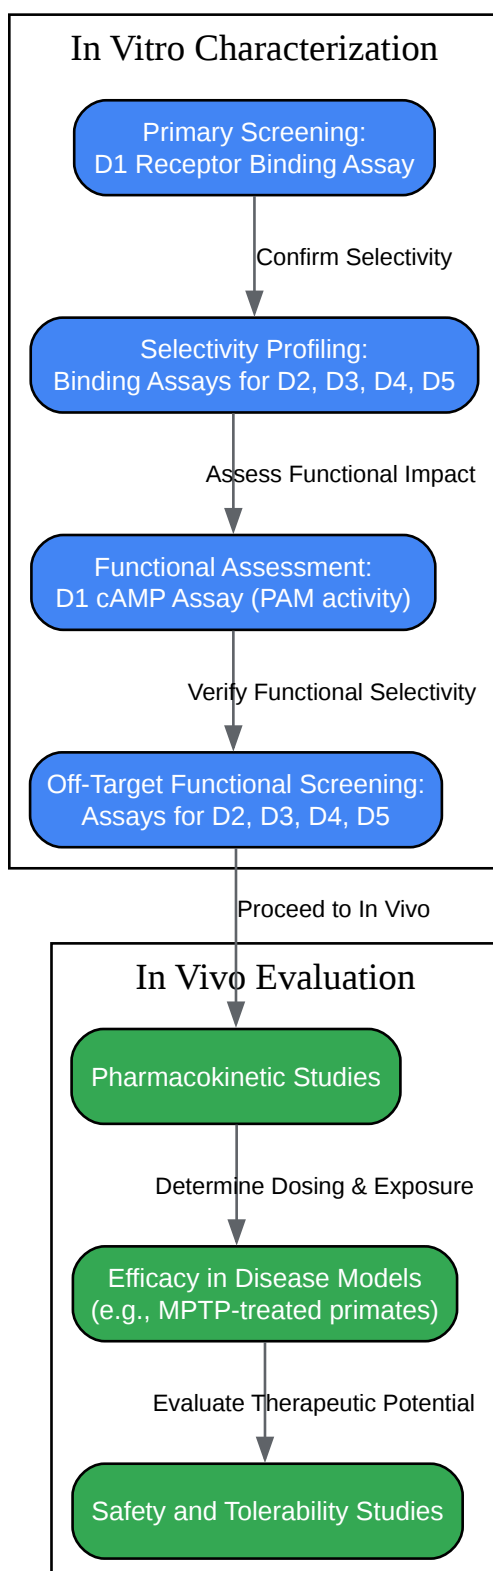 In Vitro Characterization
Primary Screening:
D1 Receptor Binding Assay
Confirm Selectivity
Selectivity Profiling:
Binding Assays for D2, D3, D4, D5
Assess Functional Impact
Functional Assessment:
D1 cAMP Assay (PAM activity)
Verify Functional Selectivity
Off-Target Functional Screening:
Assays for D2, D3, D4, D5
Proceed to In Vivo
In Vivo Evaluation
Pharmacokinetic Studies
Determine Dosing & Exposure
Efficacy in Disease Models
(e.g., MPTP-treated primates)
Evaluate Therapeutic Potential
Safety and Tolerability Studies